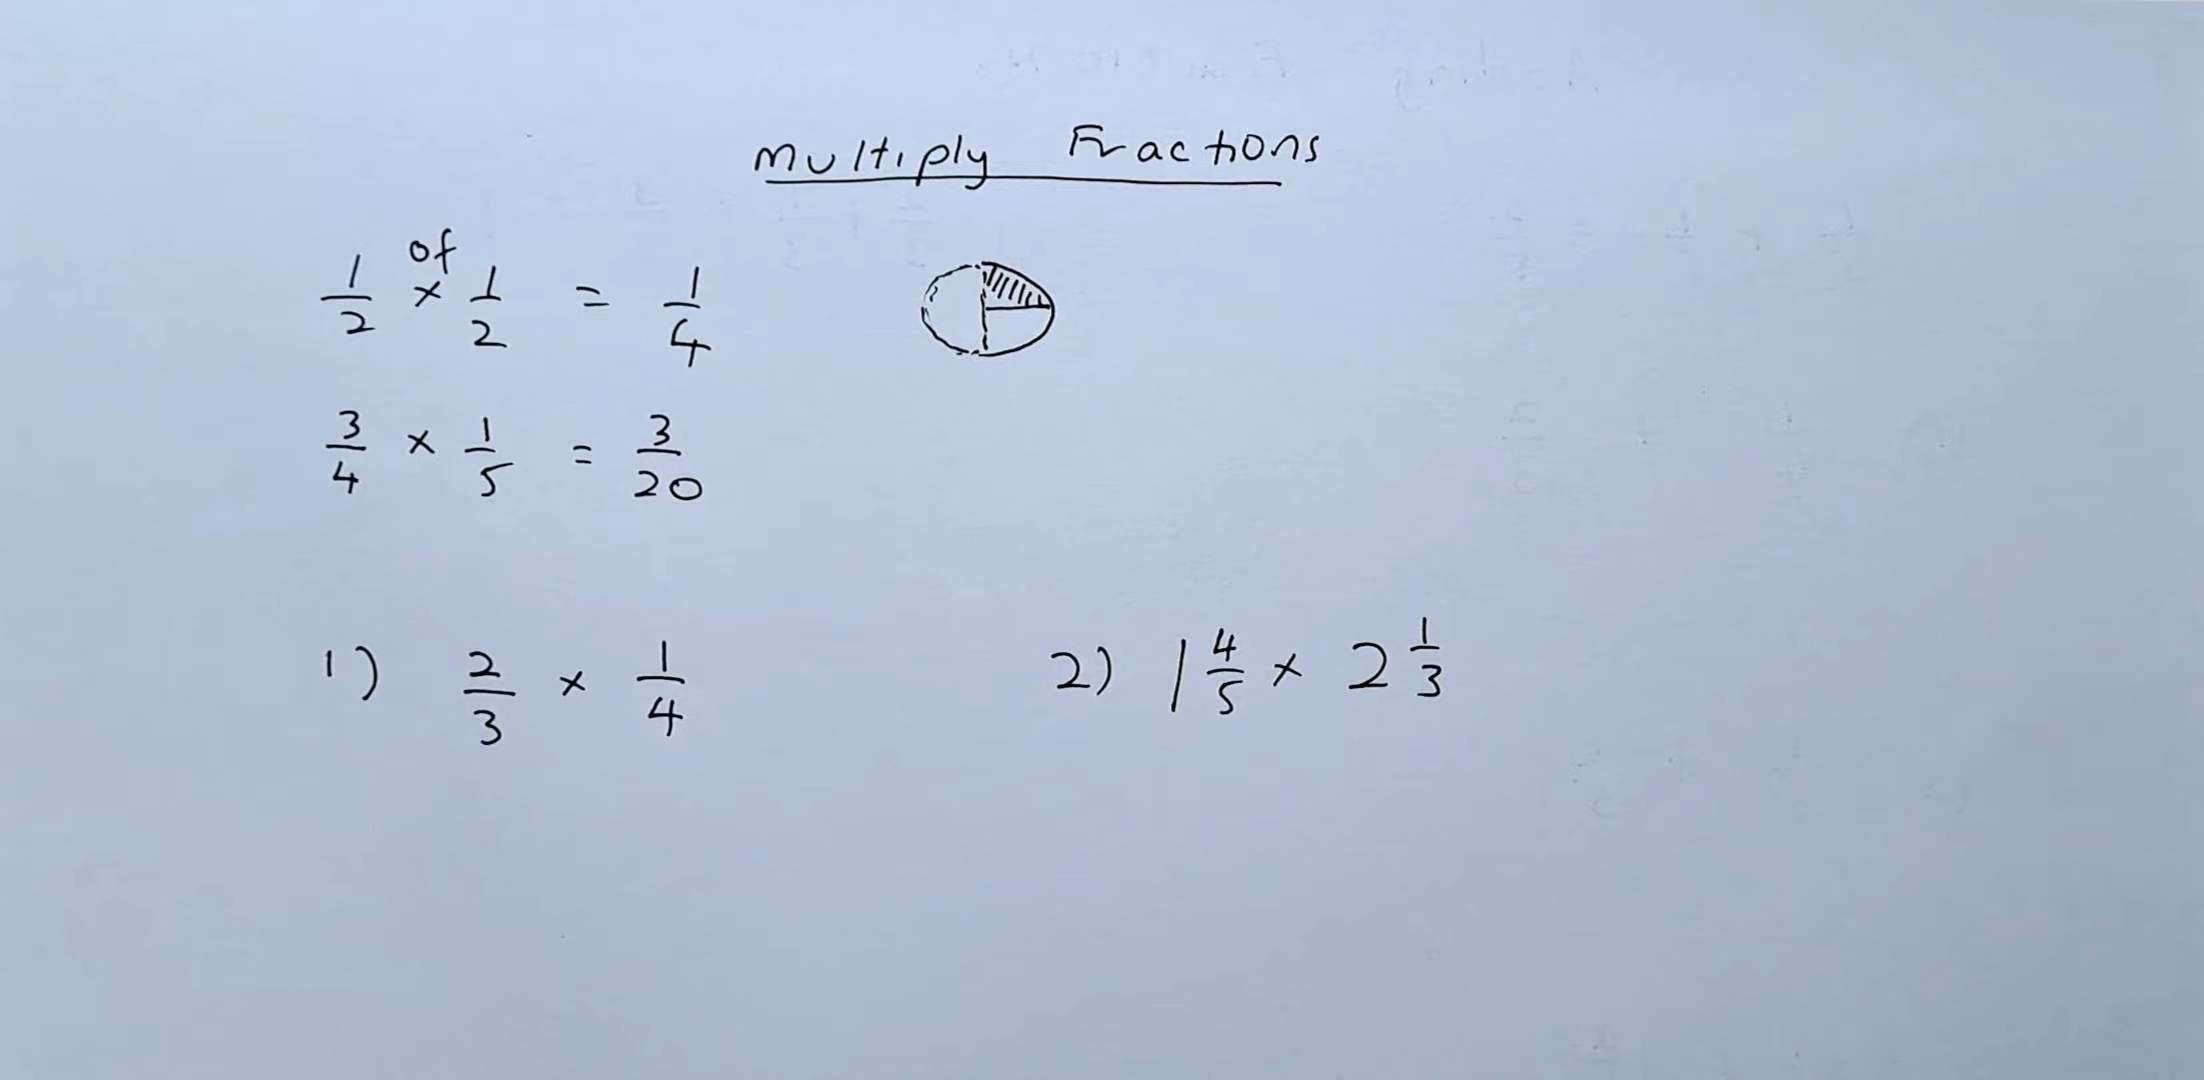 Multiply Fractions
1/2 of × 1/2 = 1/4
3/4 × 1/5 = 3/20
1) 2/3 × 1/4
2) 1 4/5 × 2 1/3